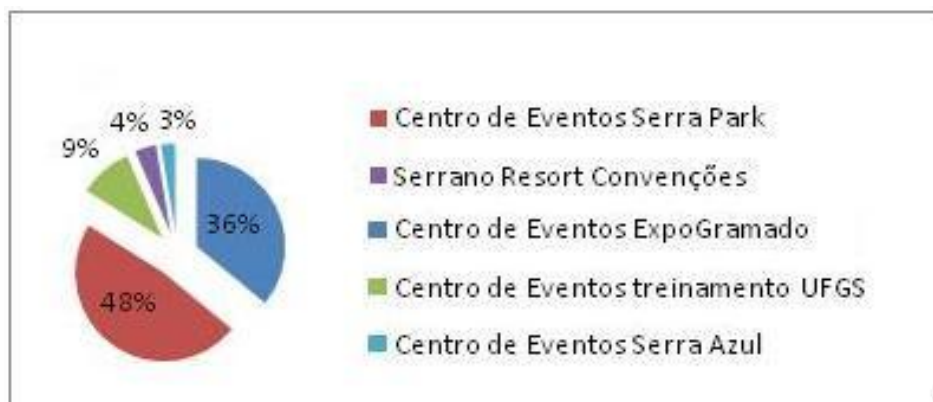 4%
3%
9%
36%
48%
Centro de Eventos Serra Park
Serrano Resort Convenções
Centro de Eventos ExpoGramado
Centro de Eventos treinamento UFGS
Centro de Eventos Serra Azul